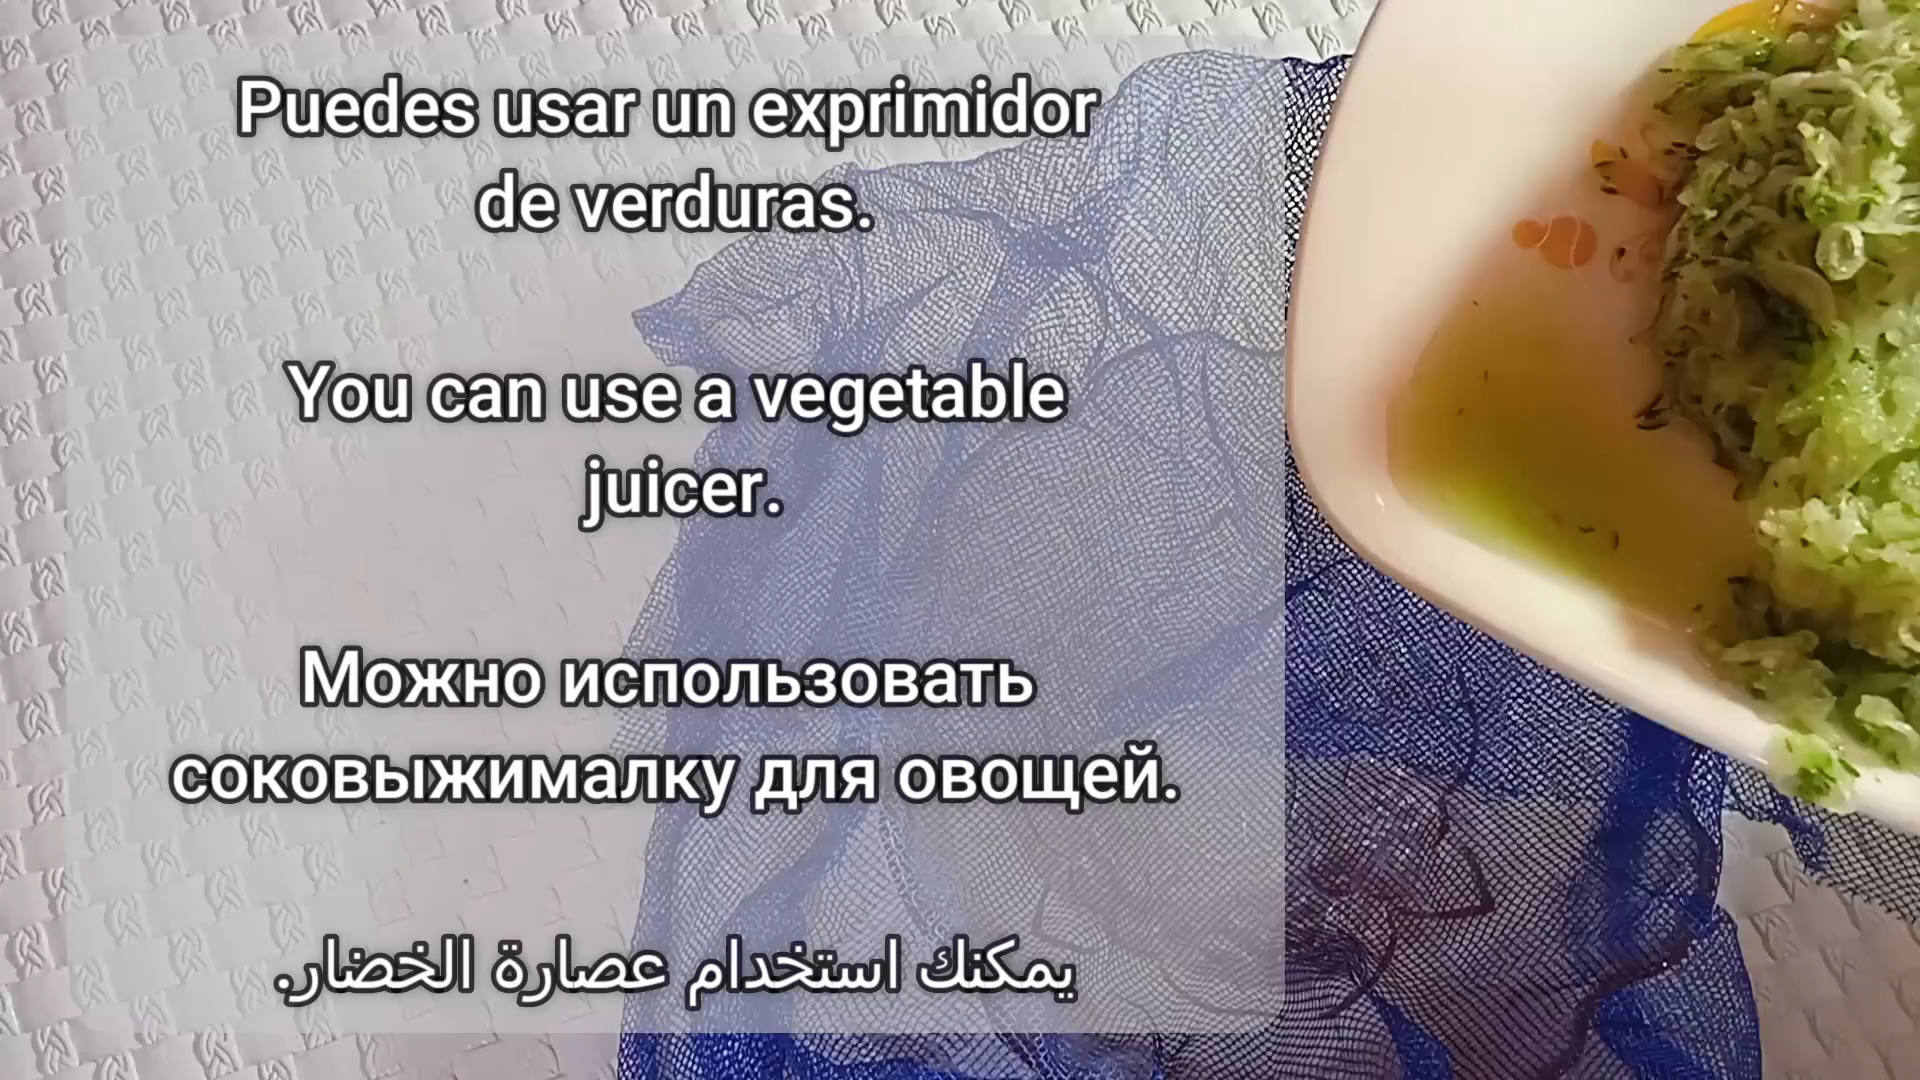 Puedes usar un exprimidor
de verduras.
You can use a vegetable
juicer.
Можно использовать
соковыжималку для овощей.
يمكنك استخدام عصارة الخضار.